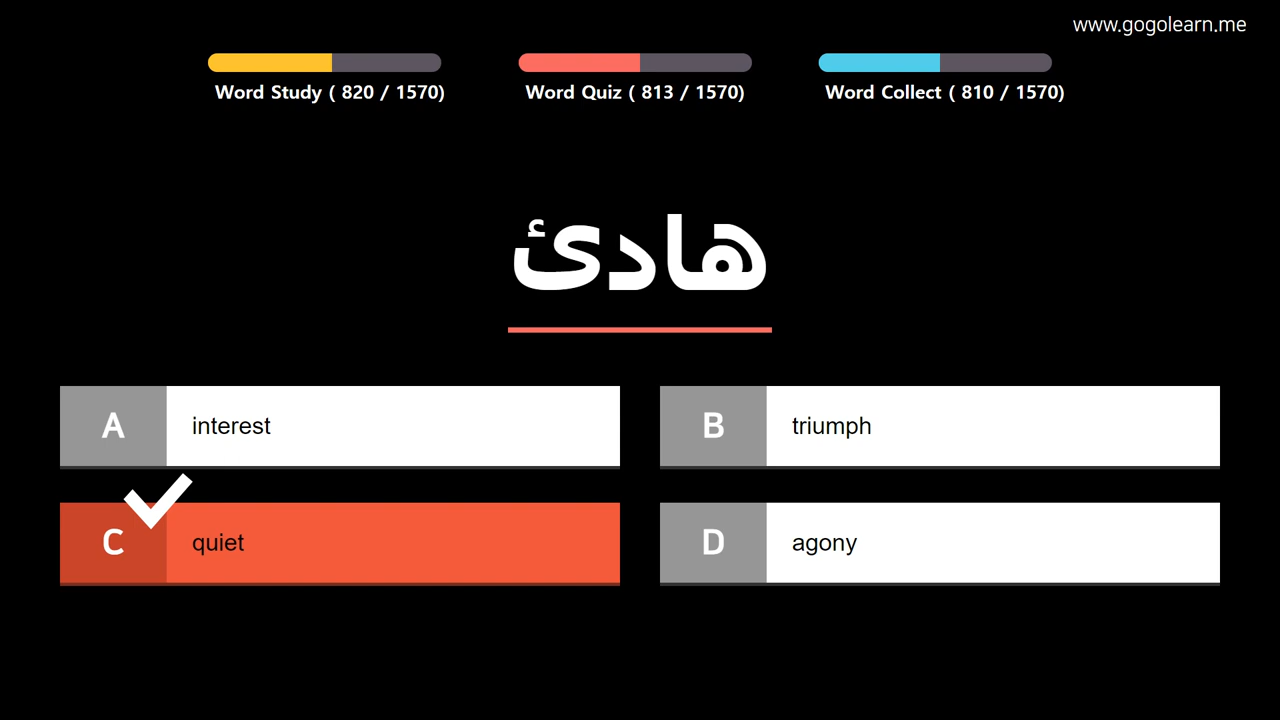 www.gogolearn.me
Word Study ( 820 / 1570)
Word Quiz ( 813 / 1570)
Word Collect ( 810 / 1570)
هادئ
A interest
B triumph
C quiet
D agony